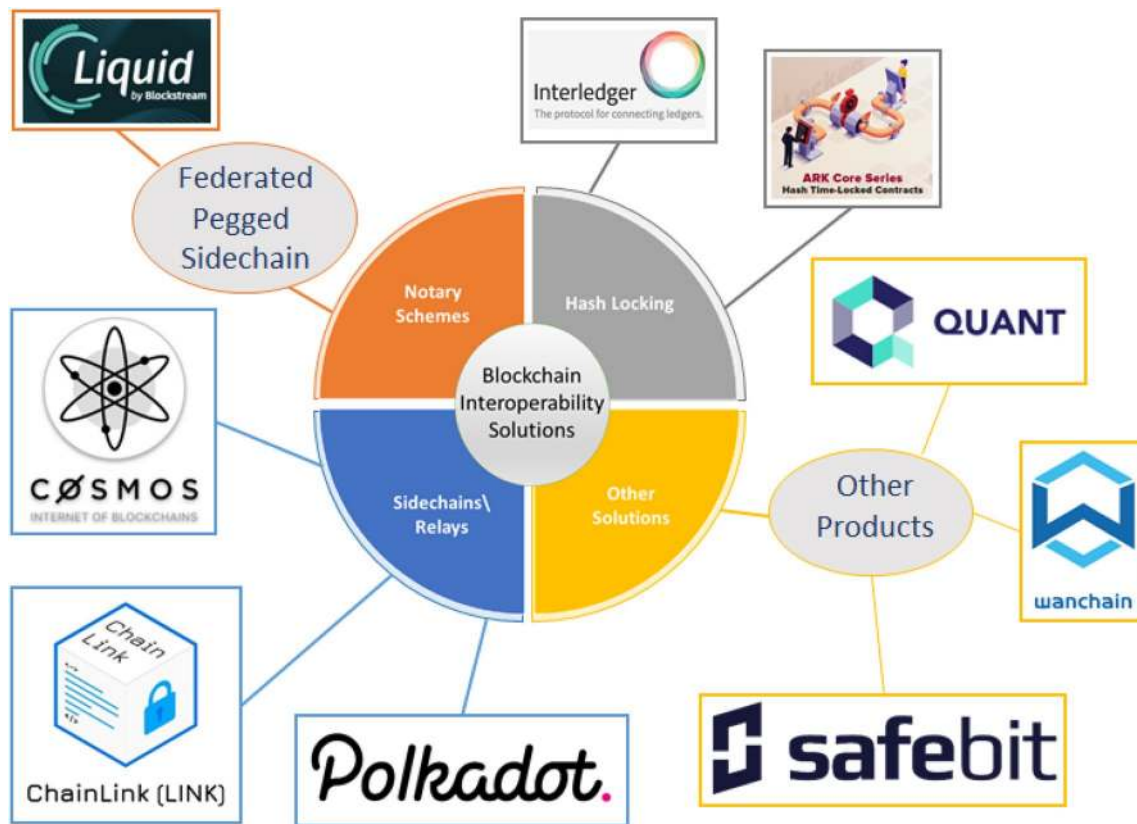 Liquid
by Blockstream
Interledger
The protocol for connecting ledgers.
ARK Core Series
Hash Time-Locked Contracts
Federated
Pegged
Sidechain
Notary
Schemes
Hash Locking
QUANT
Blockchain
Interoperability
Solutions
COSMOS
INTERNET OF BLOCKCHAINS
Sidechains\
Relays
Other
Solutions
Other
Products
wanchain
Chain
Link
</>
ChainLink (LINK)
Polkadot.
safebit